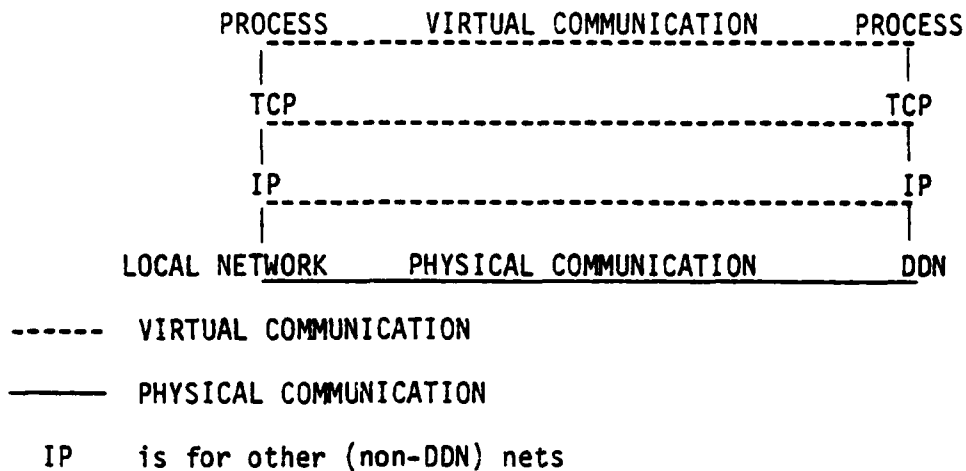 PROCESS VIRTUAL COMMUNICATION PROCESS
TCP TCP
IP IP
LOCAL NETWORK PHYSICAL COMMUNICATION DDN
------ VIRTUAL COMMUNICATION
—— PHYSICAL COMMUNICATION
IP is for other (non-DDN) nets